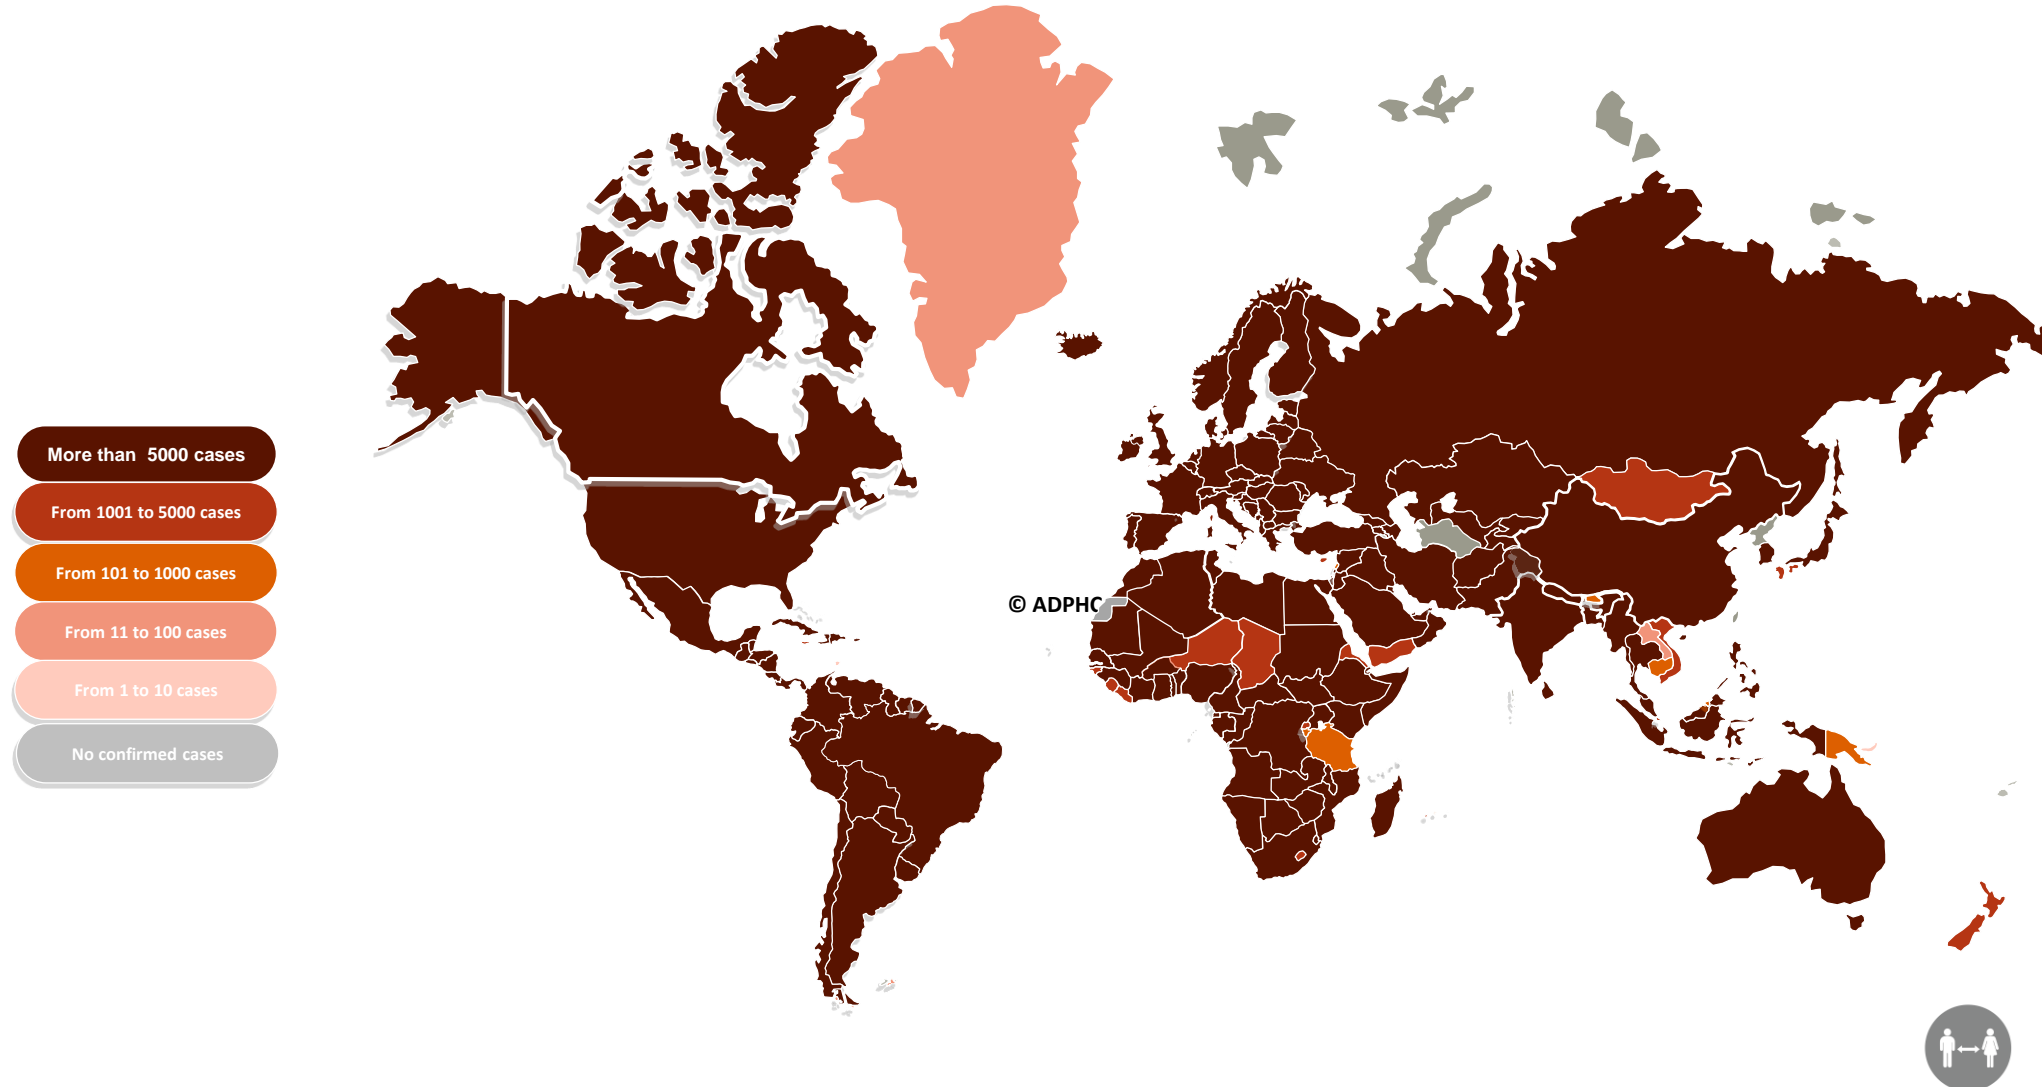 More than 5000 cases
From 1001 to 5000 cases
From 101 to 1000 cases
© ADPHC
From 11 to 100 cases
From 1 to 10 cases
No confirmed cases